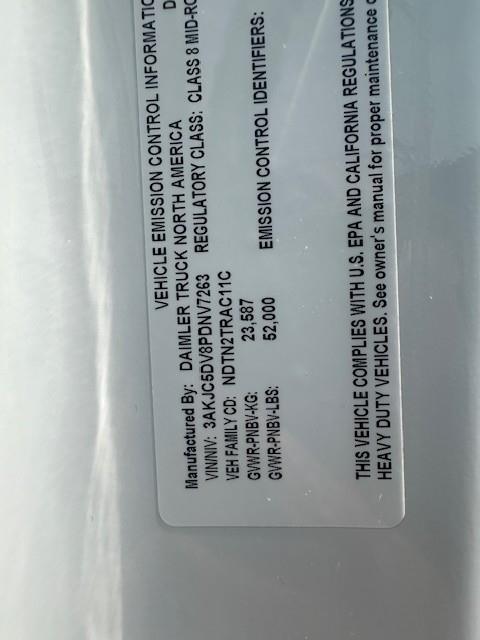 VEHICLE EMISSION CONTROL INFORMATIO
D
Manufactured By: DAIMLER TRUCK NORTH AMERICA
VIN/NIV: 3AKJC5DV8PDNV7263 REGULATORY CLASS: CLASS 8 MID-RO
VEH FAMILY CD: NDTN2TRAC11C
GVWR-PNBV-KG: 23,587 EMISSION CONTROL IDENTIFIERS:
GVWR-PNBV-LBS: 52,000
THIS VEHICLE COMPLIES WITH U.S. EPA AND CALIFORNIA REGULATIONS
HEAVY DUTY VEHICLES. See owner's manual for proper maintenance o